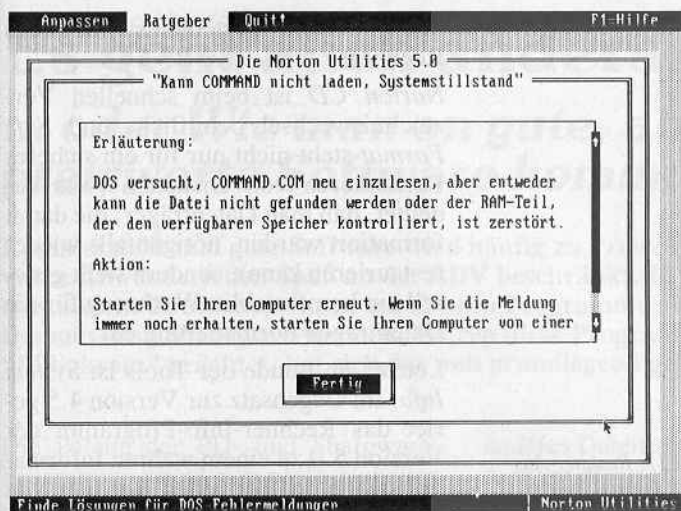 Anpassen Ratgeber Quit! F1=Hilfe
Die Norton Utilities 5.0
"Kann COMMAND nicht laden, Systemstillstand"
Erläuterung:
DOS versucht, COMMAND.COM neu einzulesen, aber entweder
kann die Datei nicht gefunden werden oder der RAM-Teil,
der den verfügbaren Speicher kontrolliert, ist zerstört.
Aktion:
Starten Sie Ihren Computer erneut. Wenn Sie die Meldung
immer noch erhalten, starten Sie Ihren Computer von einer
Fertig
Finde Lösungen für DOS Fehlermeldungen Norton Utilities